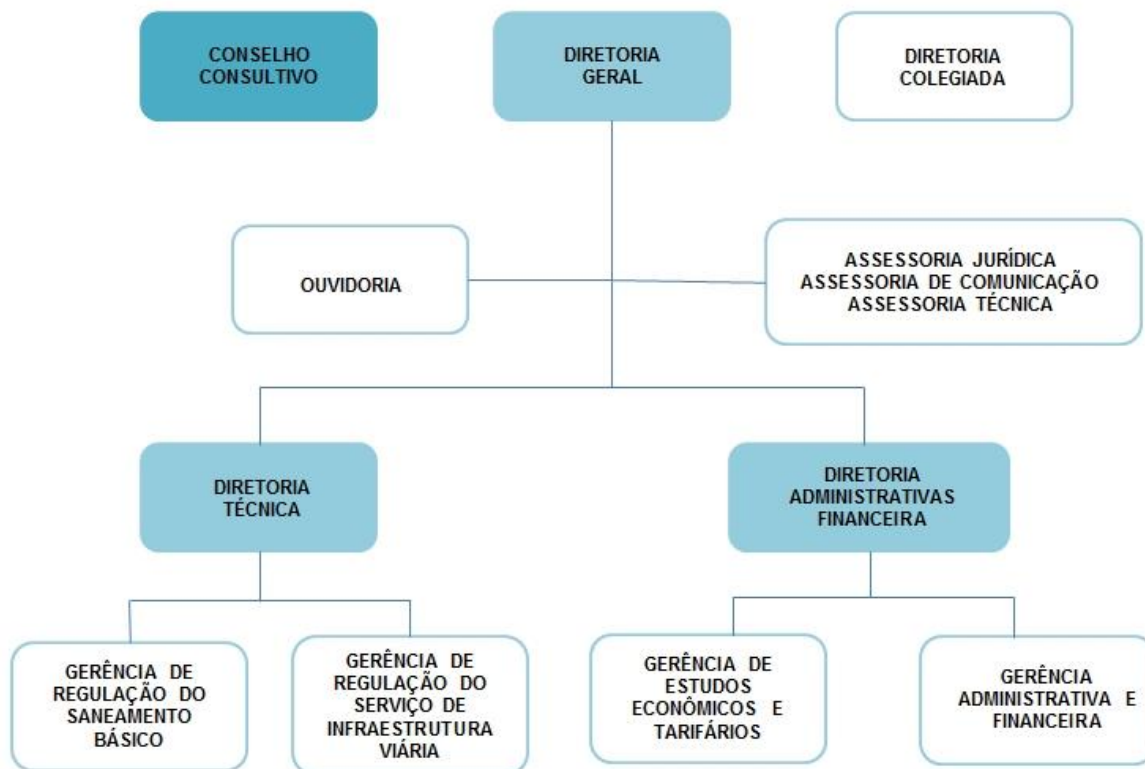 CONSELHO
CONSULTIVO
DIRETORIA
GERAL
DIRETORIA
COLEGIADA
OUVIDORIA
ASSESSORIA JURÍDICA
ASSESSORIA DE COMUNICAÇÃO
ASSESSORIA TÉCNICA
DIRETORIA
TÉCNICA
DIRETORIA
ADMINISTRATIVAS
FINANCEIRA
GERÊNCIA DE
REGULAÇÃO DO
SANEAMENTO
BÁSICO
GERÊNCIA DE
REGULAÇÃO DO
SERVIÇO DE
INFRAESTRUTURA
VIÁRIA
GERÊNCIA DE
ESTUDOS
ECONÔMICOS E
TARIFÁRIOS
GERÊNCIA
ADMINISTRATIVA E
FINANCEIRA